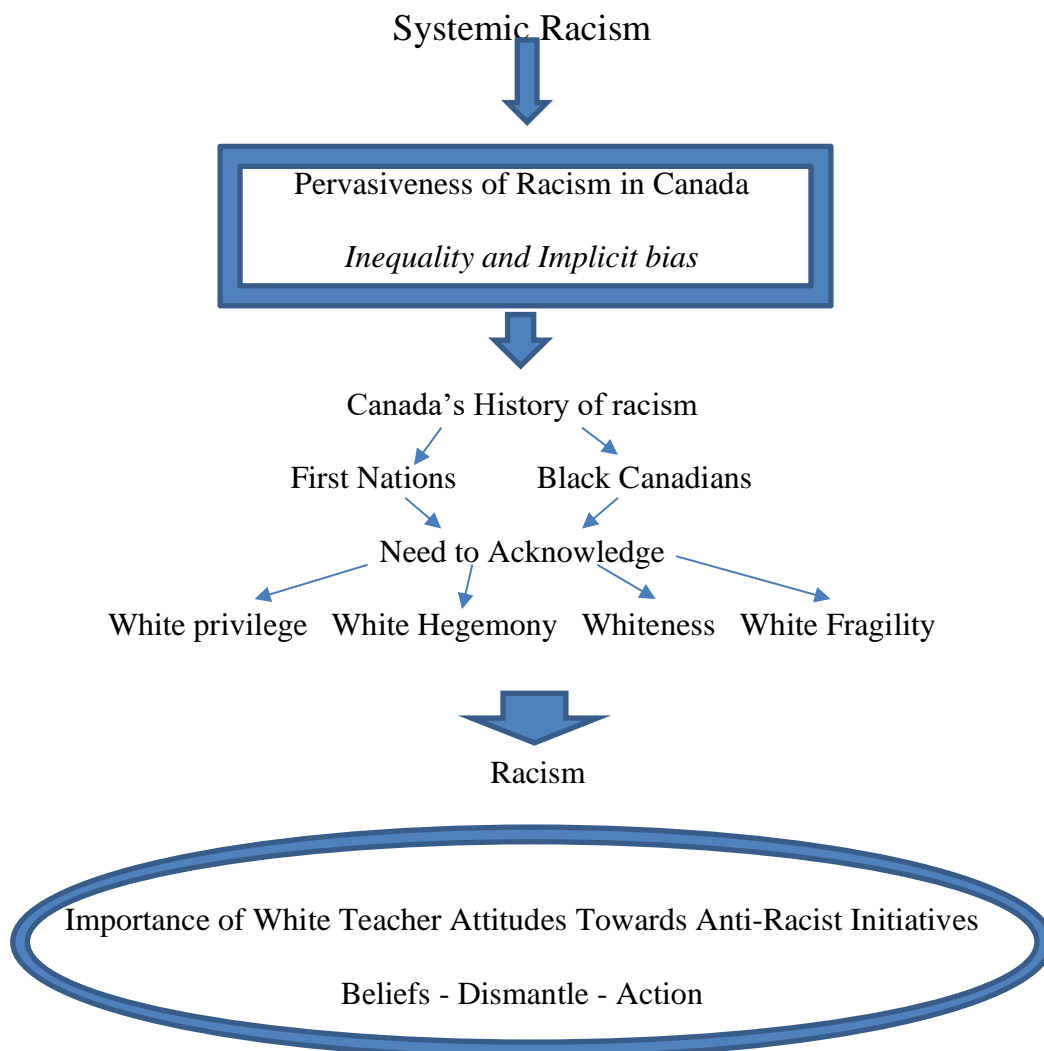 Systemic Racism
Pervasiveness of Racism in Canada
Inequality and Implicit bias
Canada’s History of racism
First Nations Black Canadians
Need to Acknowledge
White privilege White Hegemony Whiteness White Fragility
Racism
Importance of White Teacher Attitudes Towards Anti-Racist Initiatives
Beliefs - Dismantle - Action